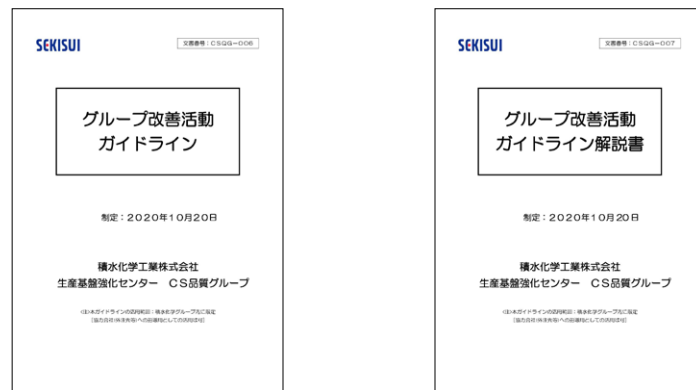 SEKISUI
文書番号：CSQG－006
グループ改善活動
ガイドライン
制定：2020年10月20日
積水化学工業株式会社
生産基盤強化センター　CS品質グループ
SEKISUI
文書番号：CSQG－007
グループ改善活動
ガイドライン解説書
制定：2020年10月20日
積水化学工業株式会社
生産基盤強化センター　CS品質グループ